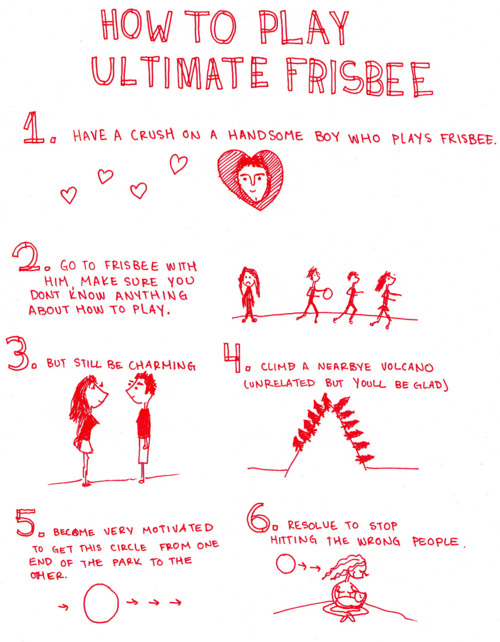 HOW TO PLAY
ULTIMATE FRISBEE
1. HAVE A CRUSH ON A HANDSOME BOY WHO PLAYS FRISBEE.
2. GO TO FRISBEE WITH
HIM, MAKE SURE YOU
DONT KNOW ANYTHING
ABOUT HOW TO PLAY.
3. BUT STILL BE CHARMING
4. CLIMB A NEARBYE VOLCANO
(UNRELATED BUT YOULL BE GLAD)
5. BECOME VERY MOTIVATED
TO GET THIS CIRCLE FROM ONE
END OF THE PARK TO THE
OTHER.
6. RESOLVE TO STOP
HITTING THE WRONG PEOPLE.